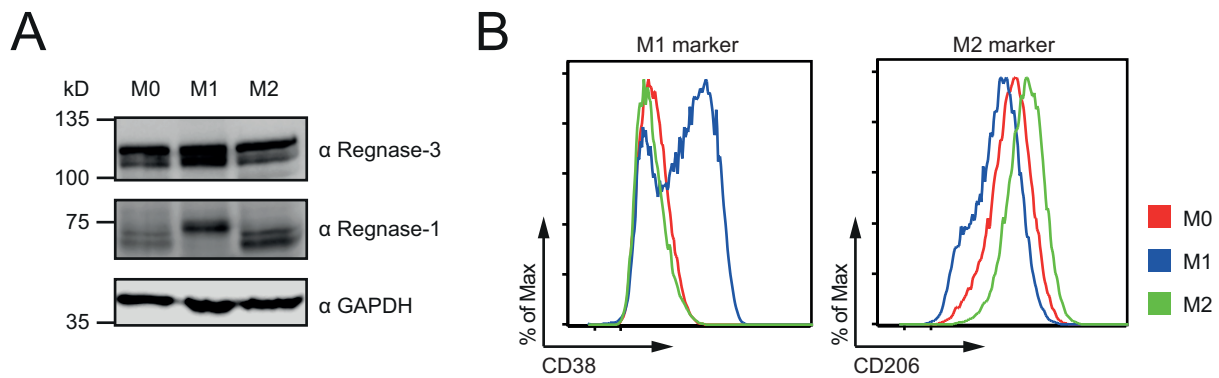 A
kD M0 M1 M2
135
α Regnase-3
100
75
α Regnase-1
α GAPDH
35
B
M1 marker
% of Max
CD38
M2 marker
% of Max
CD206
M0
M1
M2